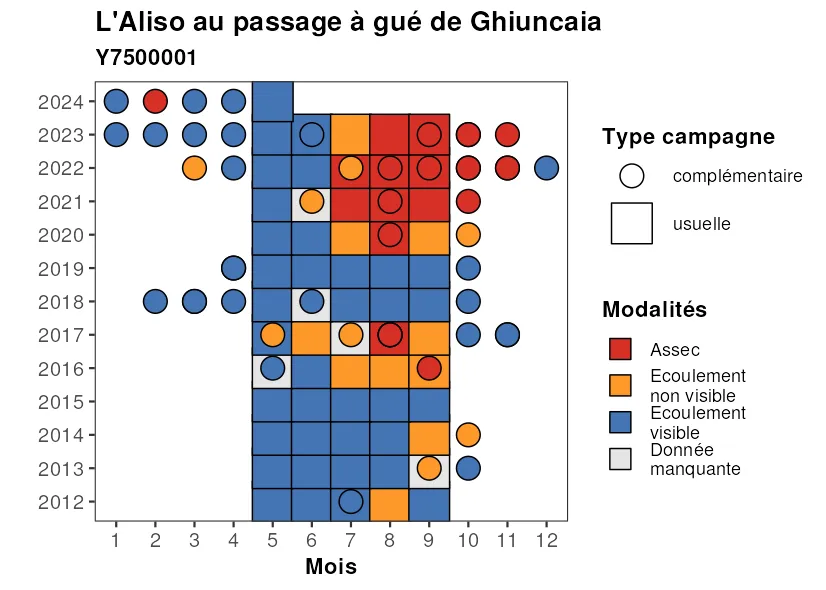 L'Aliso au passage à gué de Ghiuncaia
Y7500001
2024
2023
2022
2021
2020
2019
2018
2017
2016
2015
2014
2013
2012
1 2 3 4 5 6 7 8 9 10 11 12
Mois
Type campagne
complémentaire
usuelle
Modalités
Assec
Ecoulement
non visible
Ecoulement
visible
Donnée
manquante